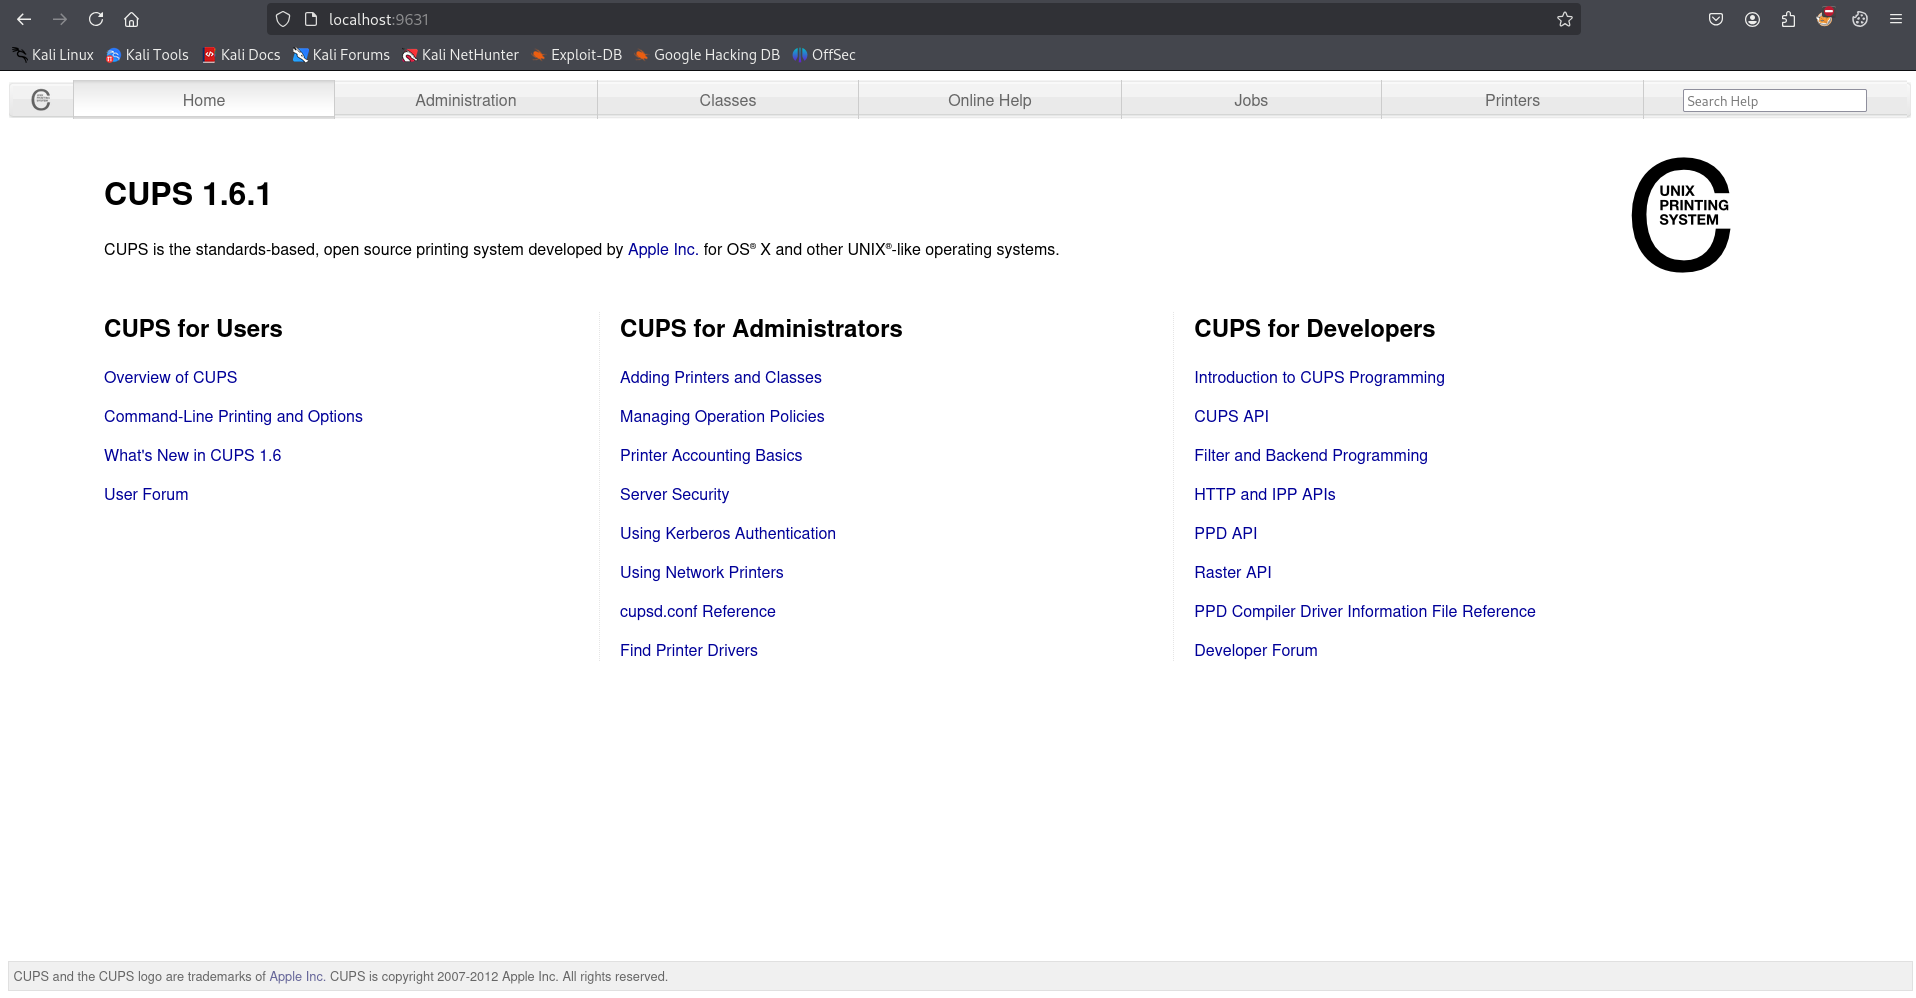 localhost:9631
Kali Linux Kali Tools Kali Docs Kali Forums Kali NetHunter Exploit-DB Google Hacking DB OffSec
Home Administration Classes Online Help Jobs Printers Search Help
CUPS 1.6.1
UNIX
PRINTING
SYSTEM
CUPS is the standards-based, open source printing system developed by Apple Inc. for OS® X and other UNIX®-like operating systems.
CUPS for Users
Overview of CUPS
Command-Line Printing and Options
What's New in CUPS 1.6
User Forum
CUPS for Administrators
Adding Printers and Classes
Managing Operation Policies
Printer Accounting Basics
Server Security
Using Kerberos Authentication
Using Network Printers
cupsd.conf Reference
Find Printer Drivers
CUPS for Developers
Introduction to CUPS Programming
CUPS API
Filter and Backend Programming
HTTP and IPP APIs
PPD API
Raster API
PPD Compiler Driver Information File Reference
Developer Forum
CUPS and the CUPS logo are trademarks of Apple Inc. CUPS is copyright 2007-2012 Apple Inc. All rights reserved.